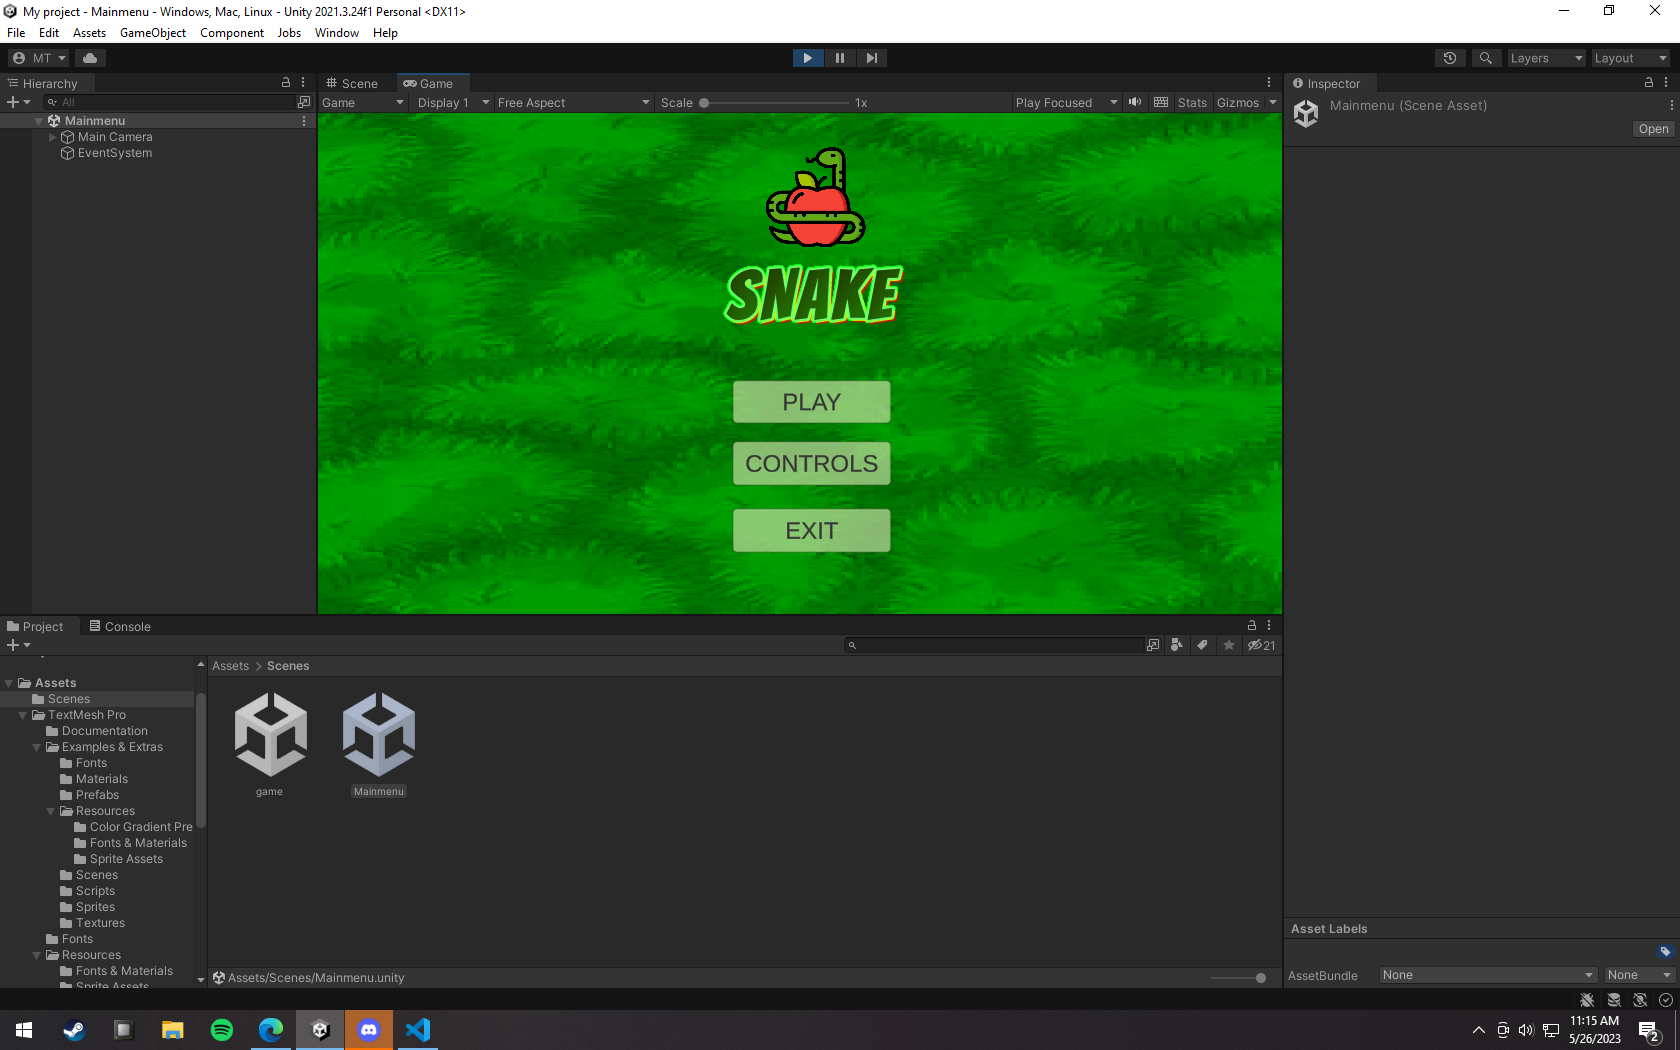 My project - Mainmenu - Windows, Mac, Linux - Unity 2021.3.24f1 Personal <DX11>
File Edit Assets GameObject Component Jobs Window Help
MT
Layers
Layout
Hierarchy
All
Mainmenu
Main Camera
EventSystem
Scene
Game
Game
Display 1
Free Aspect
Scale
1x
Play Focused
Stats
Gizmos
SNAKE
PLAY
CONTROLS
EXIT
Inspector
Mainmenu (Scene Asset)
Open
Project
Console
21
Assets
Scenes
TextMesh Pro
Documentation
Examples & Extras
Fonts
Materials
Prefabs
Resources
Color Gradient Pre
Fonts & Materials
Sprite Assets
Scenes
Scripts
Sprites
Textures
Fonts
Resources
Fonts & Materials
Sprite Assets
Assets > Scenes
game
Mainmenu
Assets/Scenes/Mainmenu.unity
Asset Labels
AssetBundle
None
None
11:15 AM
5/26/2023
2